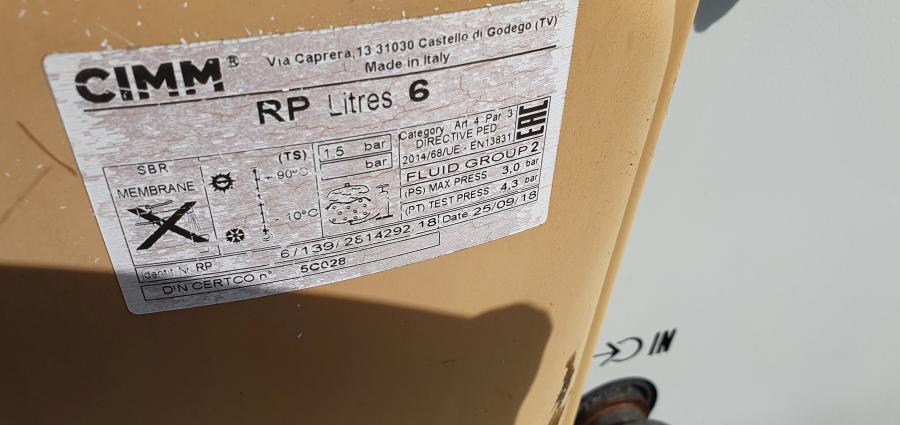 CIMM®
Via Caprera,13 31030 Castello di Godego (TV)
Made in Italy
RP Litres 6
SBR
MEMBRANE
(TS)
+ 90°C
- 10°C
1.5 bar
bar
Category Art 4 Par 3
DIRECTIVE PED
2014/68/UE - EN13831
EAC
FLUID GROUP 2
(PS) MAX PRESS 3,0 bar
(PT) TEST PRESS 4,3 bar
Ident. Nr. RP 6/139/2814292 18 Date 25/09/18
DIN CERTCO n° 5C028
IN